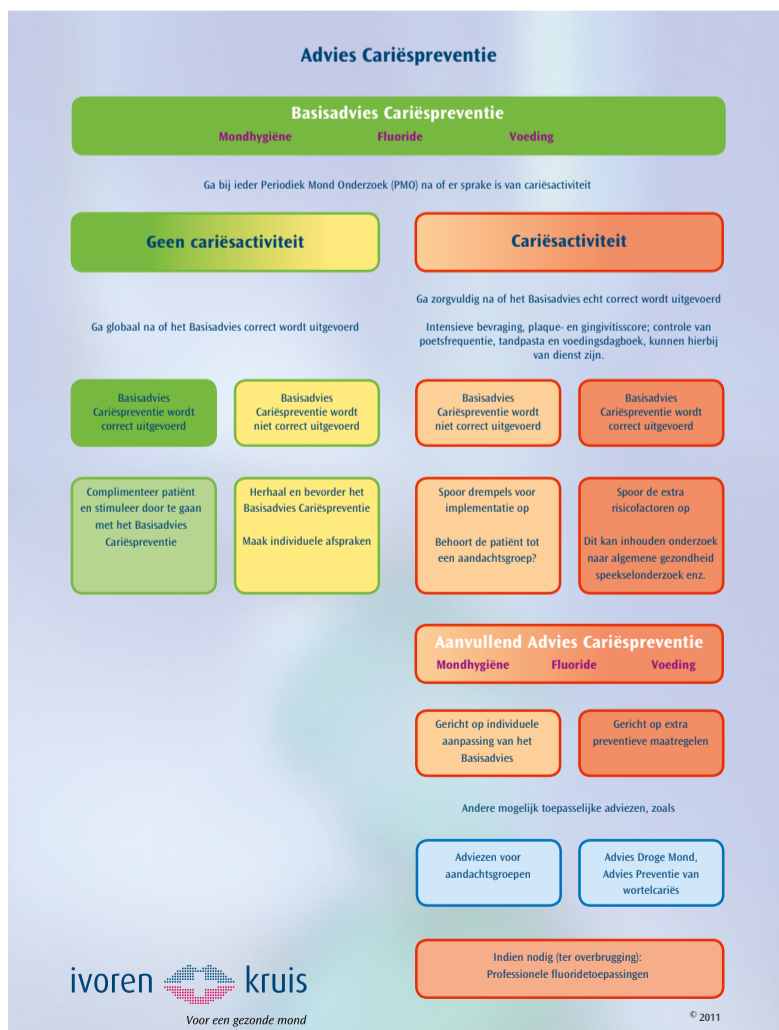 Advies Cariëspreventie
Basisadvies Cariëspreventie
Mondhygiëne Fluoride Voeding
Ga bij ieder Periodiek Mond Onderzoek (PMO) na of er sprake is van cariësactiviteit
Geen cariësactiviteit
Ga globaal na of het Basisadvies correct wordt uitgevoerd
Basisadvies
Cariëspreventie wordt
correct uitgevoerd
Basisadvies
Cariëspreventie wordt
niet correct uitgevoerd
Complimenteer patiënt
en stimuleer door te gaan
met het Basisadvies
Cariëspreventie
Herhaal en bevorder het
Basisadvies Cariëspreventie
Maak individuele afspraken
Cariësactiviteit
Ga zorgvuldig na of het Basisadvies echt correct wordt uitgevoerd
Intensieve bevraging, plaque- en gingivitisscore; controle van
poetsfrequentie, tandpasta en voedingsdagboek, kunnen hierbij
van dienst zijn.
Basisadvies
Cariëspreventie wordt
niet correct uitgevoerd
Basisadvies
Cariëspreventie wordt
correct uitgevoerd
Spoor drempels voor
implementatie op
Behoort de patiënt tot
een aandachtsgroep?
Spoor de extra
risicofactoren op
Dit kan inhouden onderzoek
naar algemene gezondheid
speekselonderzoek enz.
Aanvullend Advies Cariëspreventie
Mondhygiëne Fluoride Voeding
Gericht op individuele
aanpassing van het
Basisadvies
Gericht op extra
preventieve maatregelen
Andere mogelijk toepasselijke adviezen, zoals
Adviezen voor
aandachtsgroepen
Advies Droge Mond,
Advies Preventie van
wortelcariës
Indien nodig (ter overbrugging):
Professionele fluoridetoepassingen
ivoren kruis
Voor een gezonde mond
© 2011